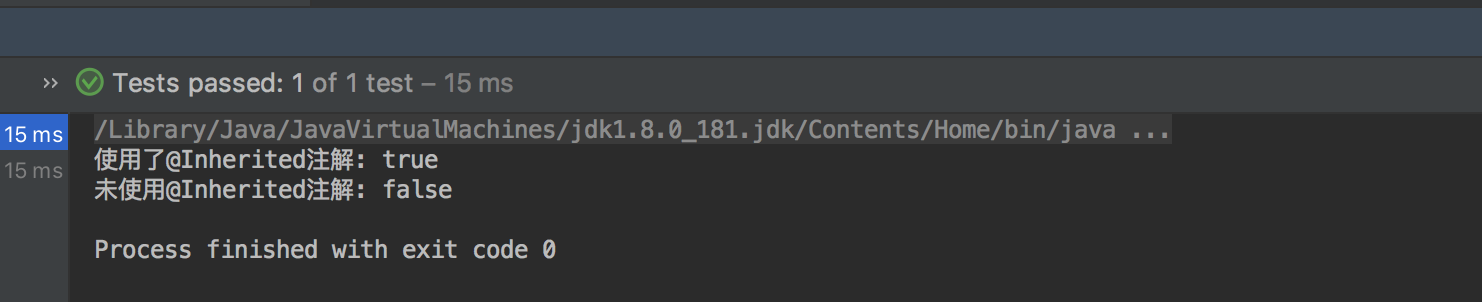 » Tests passed: 1 of 1 test – 15 ms
15 ms /Library/Java/JavaVirtualMachines/jdk1.8.0_181.jdk/Contents/Home/bin/java ...
使用了@Inherited注解: true
15 ms 未使用@Inherited注解: false
Process finished with exit code 0